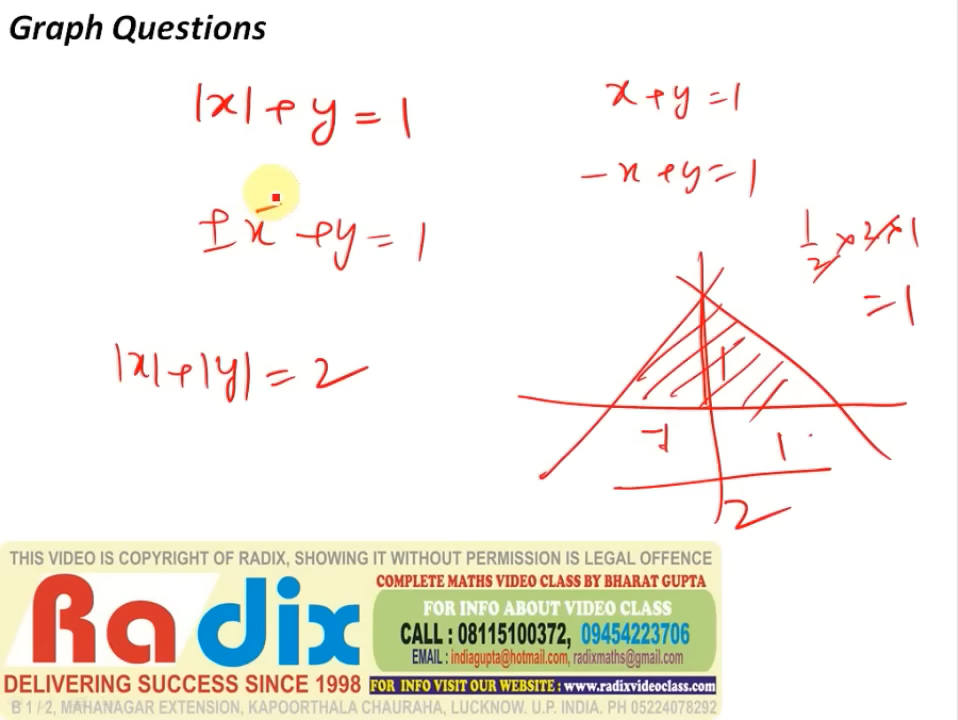 Graph Questions
|x| + y = 1
x + y = 1
- x + y = 1
± x + y = 1
1/2 × 2 × 1
= 1
|x| + |y| = 2
1
-1
1
2
THIS VIDEO IS COPYRIGHT OF RADIX, SHOWING IT WITHOUT PERMISSION IS LEGAL OFFENCE
Radix
DELIVERING SUCCESS SINCE 1998
COMPLETE MATHS VIDEO CLASS BY BHARAT GUPTA
FOR INFO ABOUT VIDEO CLASS
CALL : 08115100372, 09454223706
EMAIL : indiagupta@hotmail.com, radixmaths@gmail.com
FOR INFO VISIT OUR WEBSITE : www.radixvideoclass.com
B 1 / 2, MAHANAGAR EXTENSION, KAPOORTHALA CHAURAHA, LUCKNOW. U.P. INDIA. PH 05224078292